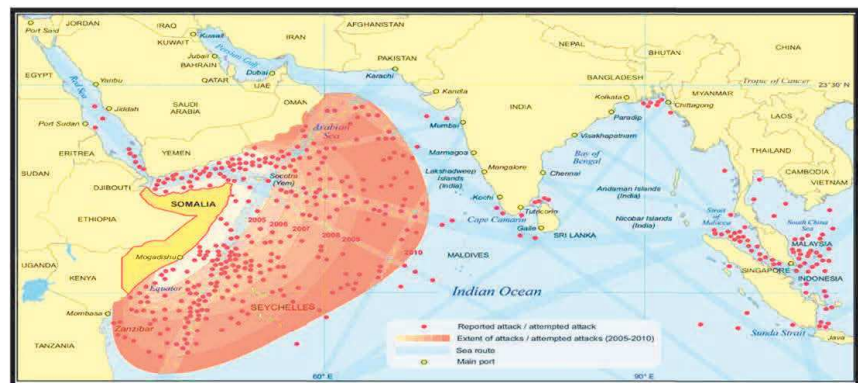 JORDAN
IRAQ
IRAN
AFGHANISTAN
CHINA
Port Said
KUWAIT
Kuwait
Persian Gulf
PAKISTAN
NEPAL
BHUTAN
Jubail
BAHRAIN
EGYPT
QATAR
Dubai
UAE
Karachi
BANGLADESH
Tropic of Cancer
Red Sea
Yanbu
Kandla
Kolkata
MYANMAR
23° 30' N
Jiddah
SAUDI
ARABIA
OMAN
INDIA
Chittagong
Paradip
LAOS
Port Sudan
Arabian
Sea
Mumbai
Visakhapatnam
SUDAN
ERITREA
YEMEN
Marmagoa
Bay of
Bengal
THAILAND
Socotra
(Yem)
Lakshadweep
Islands
(India)
Mangalore
Chennai
CAMBODIA
DJIBOUTI
Andaman Islands
(India)
VIETNAM
SOMALIA
Kochi
ETHIOPIA
2005
2006
2007
2008
2009
2010
Cape Camorin
Tuticorin
Galle
SRI LANKA
Nicobar Islands
(India)
Strait
of
Malacca
South China
Sea
Mogadishu
MALDIVES
MALAYSIA
UGANDA
KENYA
SINGAPORE
INDONESIA
Equator
Indian Ocean
Mombasa
SEYCHELLES
Zanzibar
Reported attack / attempted attack
Extent of attacks / attempted attacks (2005-2010)
Sea route
Main port
Sunda Strait
Java
TANZANIA
60° E
90° E